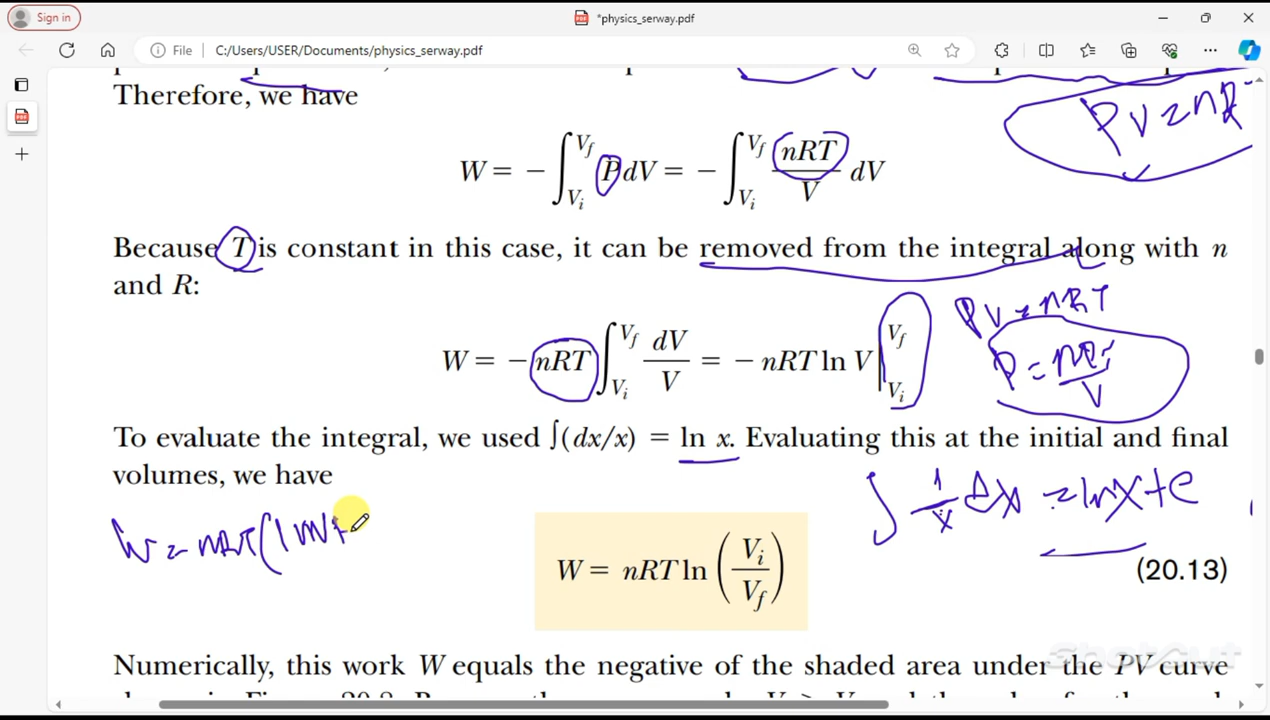 Sign in
*physics_serway.pdf
File C:/Users/USER/Documents/physics_serway.pdf
Therefore, we have
PV = nR
W = − ∫_{V_i}^{V_f} P dV = − ∫_{V_i}^{V_f} nRT/V dV
Because T is constant in this case, it can be removed from the integral along with n
and R:
PV = nRT
W = − nRT ∫_{V_i}^{V_f} dV/V = − nRT ln V |_{V_i}^{V_f}
P = nRT/V
To evaluate the integral, we used ∫(dx/x) = ln x. Evaluating this at the initial and final
volumes, we have
∫ 1/x dx = lnx + c
W = nRT(lnVf
W = nRT ln (V_i/V_f)
(20.13)
Shotcut
Numerically, this work W equals the negative of the shaded area under the PV curve